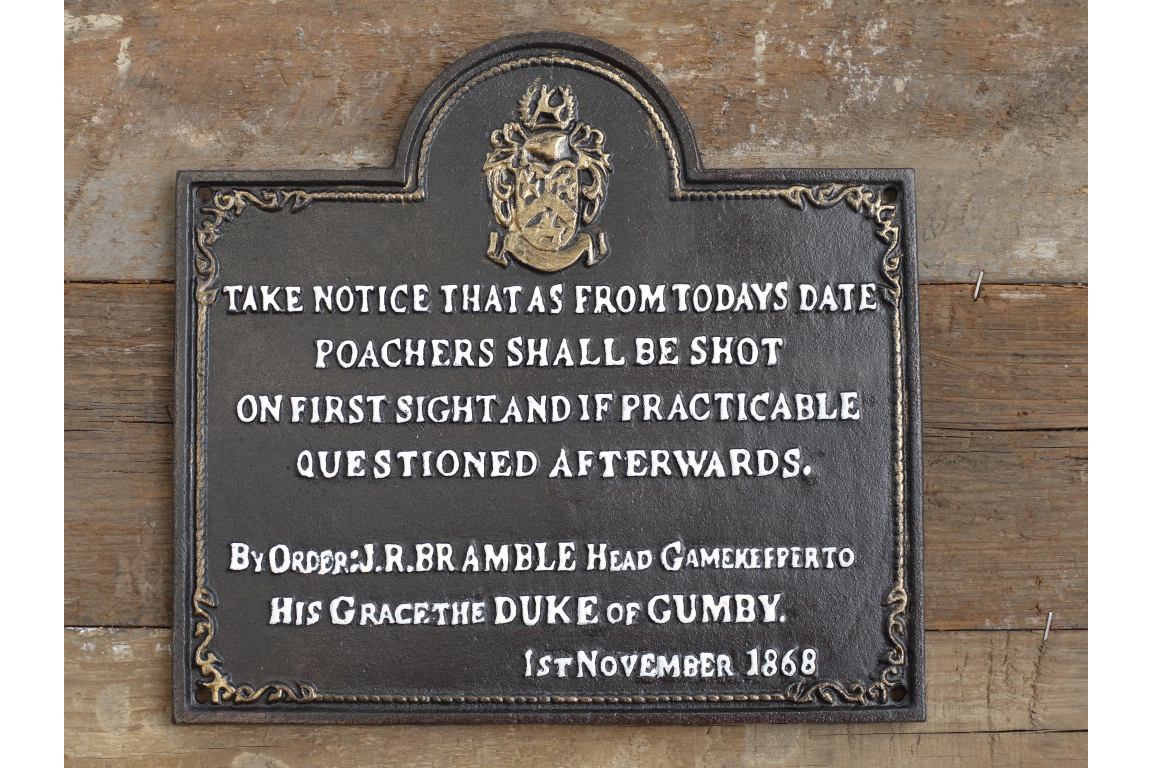 TAKE NOTICE THAT AS FROM TODAYS DATE
POACHERS SHALL BE SHOT
ON FIRST SIGHT AND IF PRACTICABLE
QUESTIONED AFTERWARDS.
BY ORDER: J.R. BRAMBLE HEAD GAMEKEEPER TO
HIS GRACE THE DUKE OF GUMBY.
1ST NOVEMBER 1868